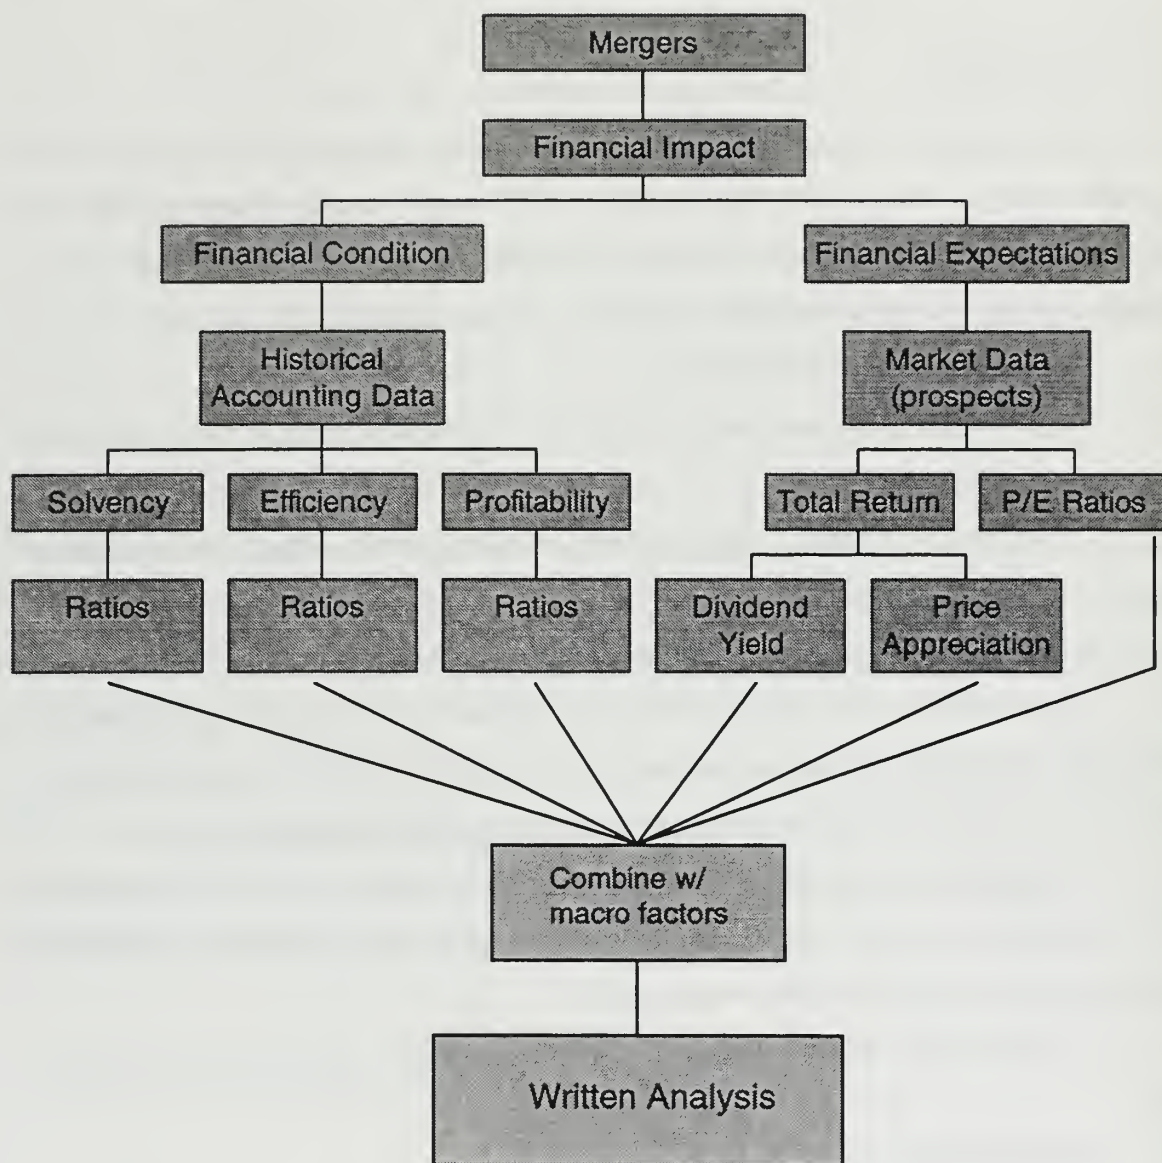 Mergers
Financial Impact
Financial Condition
Financial Expectations
Historical
Accounting Data
Market Data
(prospects)
Solvency
Efficiency
Profitability
Total Return
P/E Ratios
Ratios
Ratios
Ratios
Dividend
Yield
Price
Appreciation
Combine w/
macro factors
Written Analysis